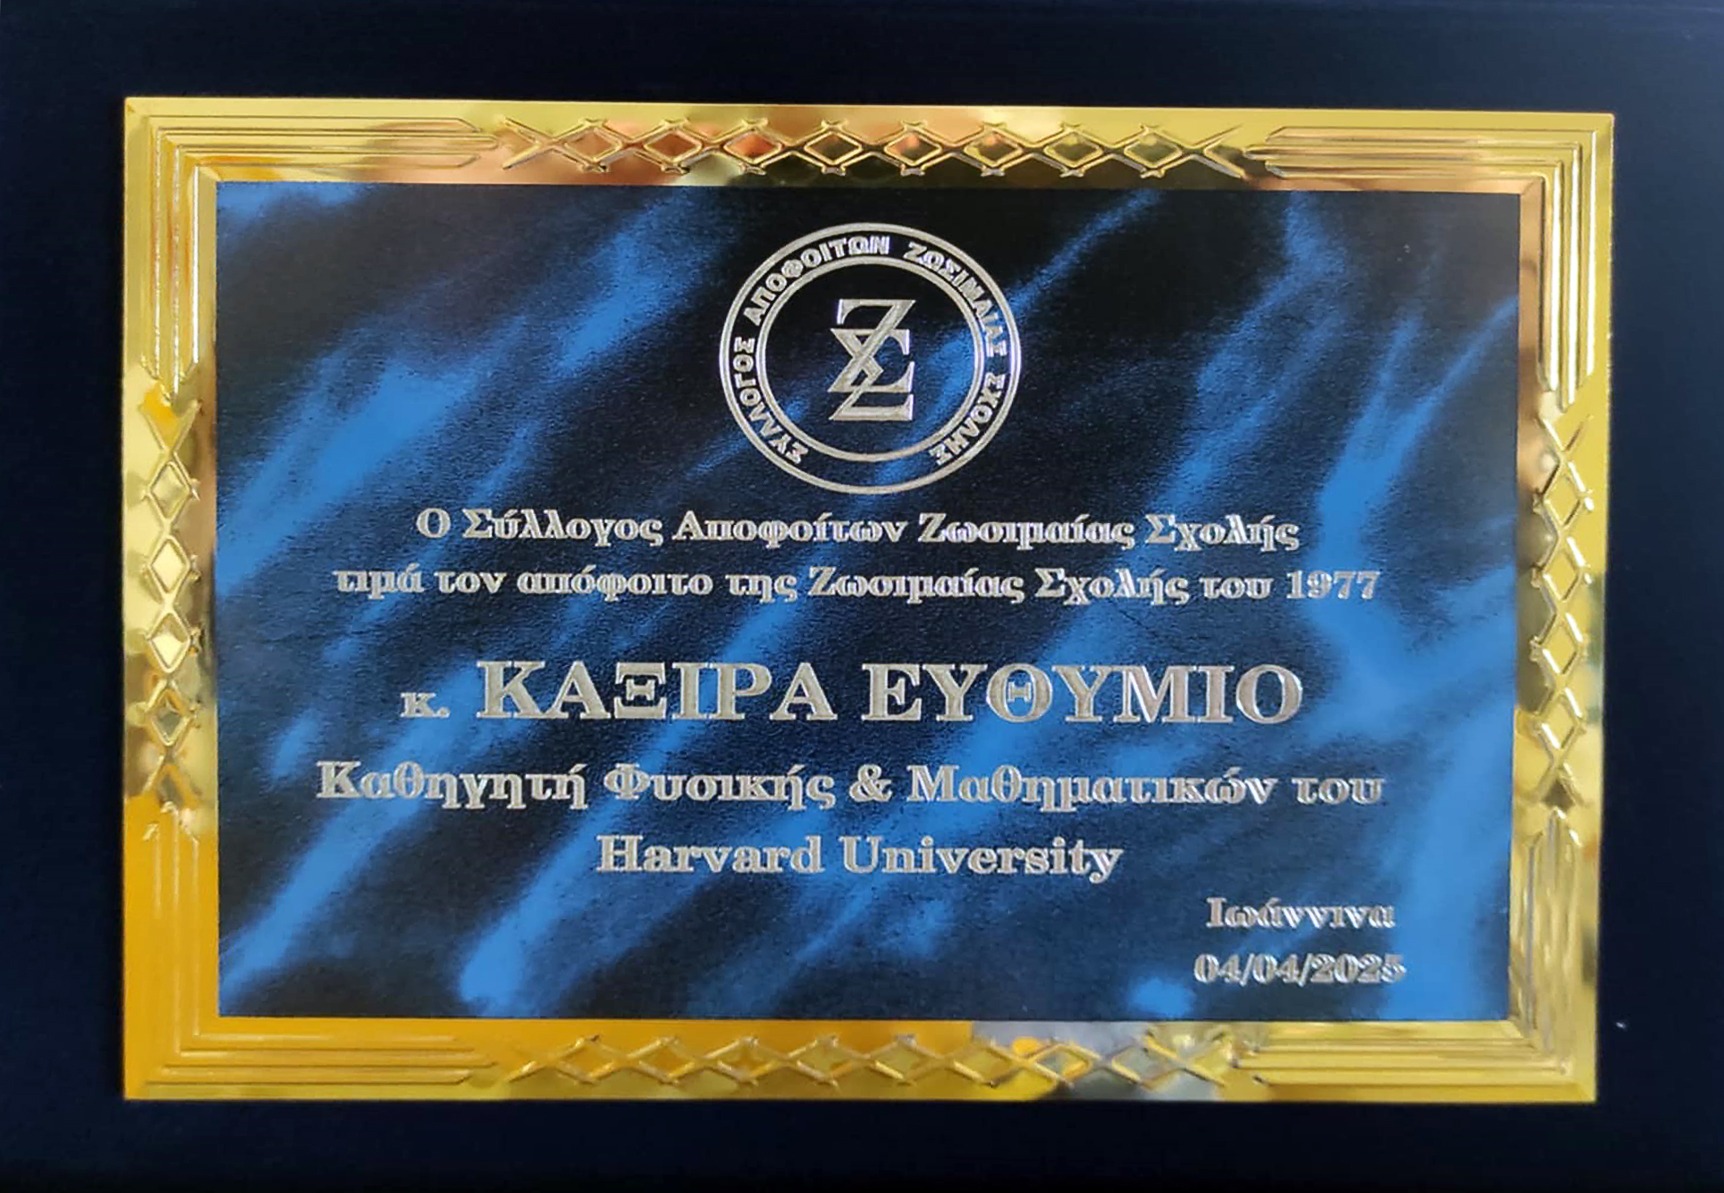 ΣΥΛΛΟΓΟΣ ΑΠΟΦΟΙΤΩΝ ΖΩΣΙΜΑΙΑΣ ΣΧΟΛΗΣ
ΖΣ
Ο Σύλλογος Αποφοίτων Ζωσιμαίας Σχολής
τιμά τον απόφοιτο της Ζωσιμαίας Σχολής του 1977
κ. ΚΑΞΙΡΑ ΕΥΘΥΜΙΟ
Καθηγητή Φυσικής & Μαθηματικών του
Harvard University
Ιωάννινα
04/04/2025